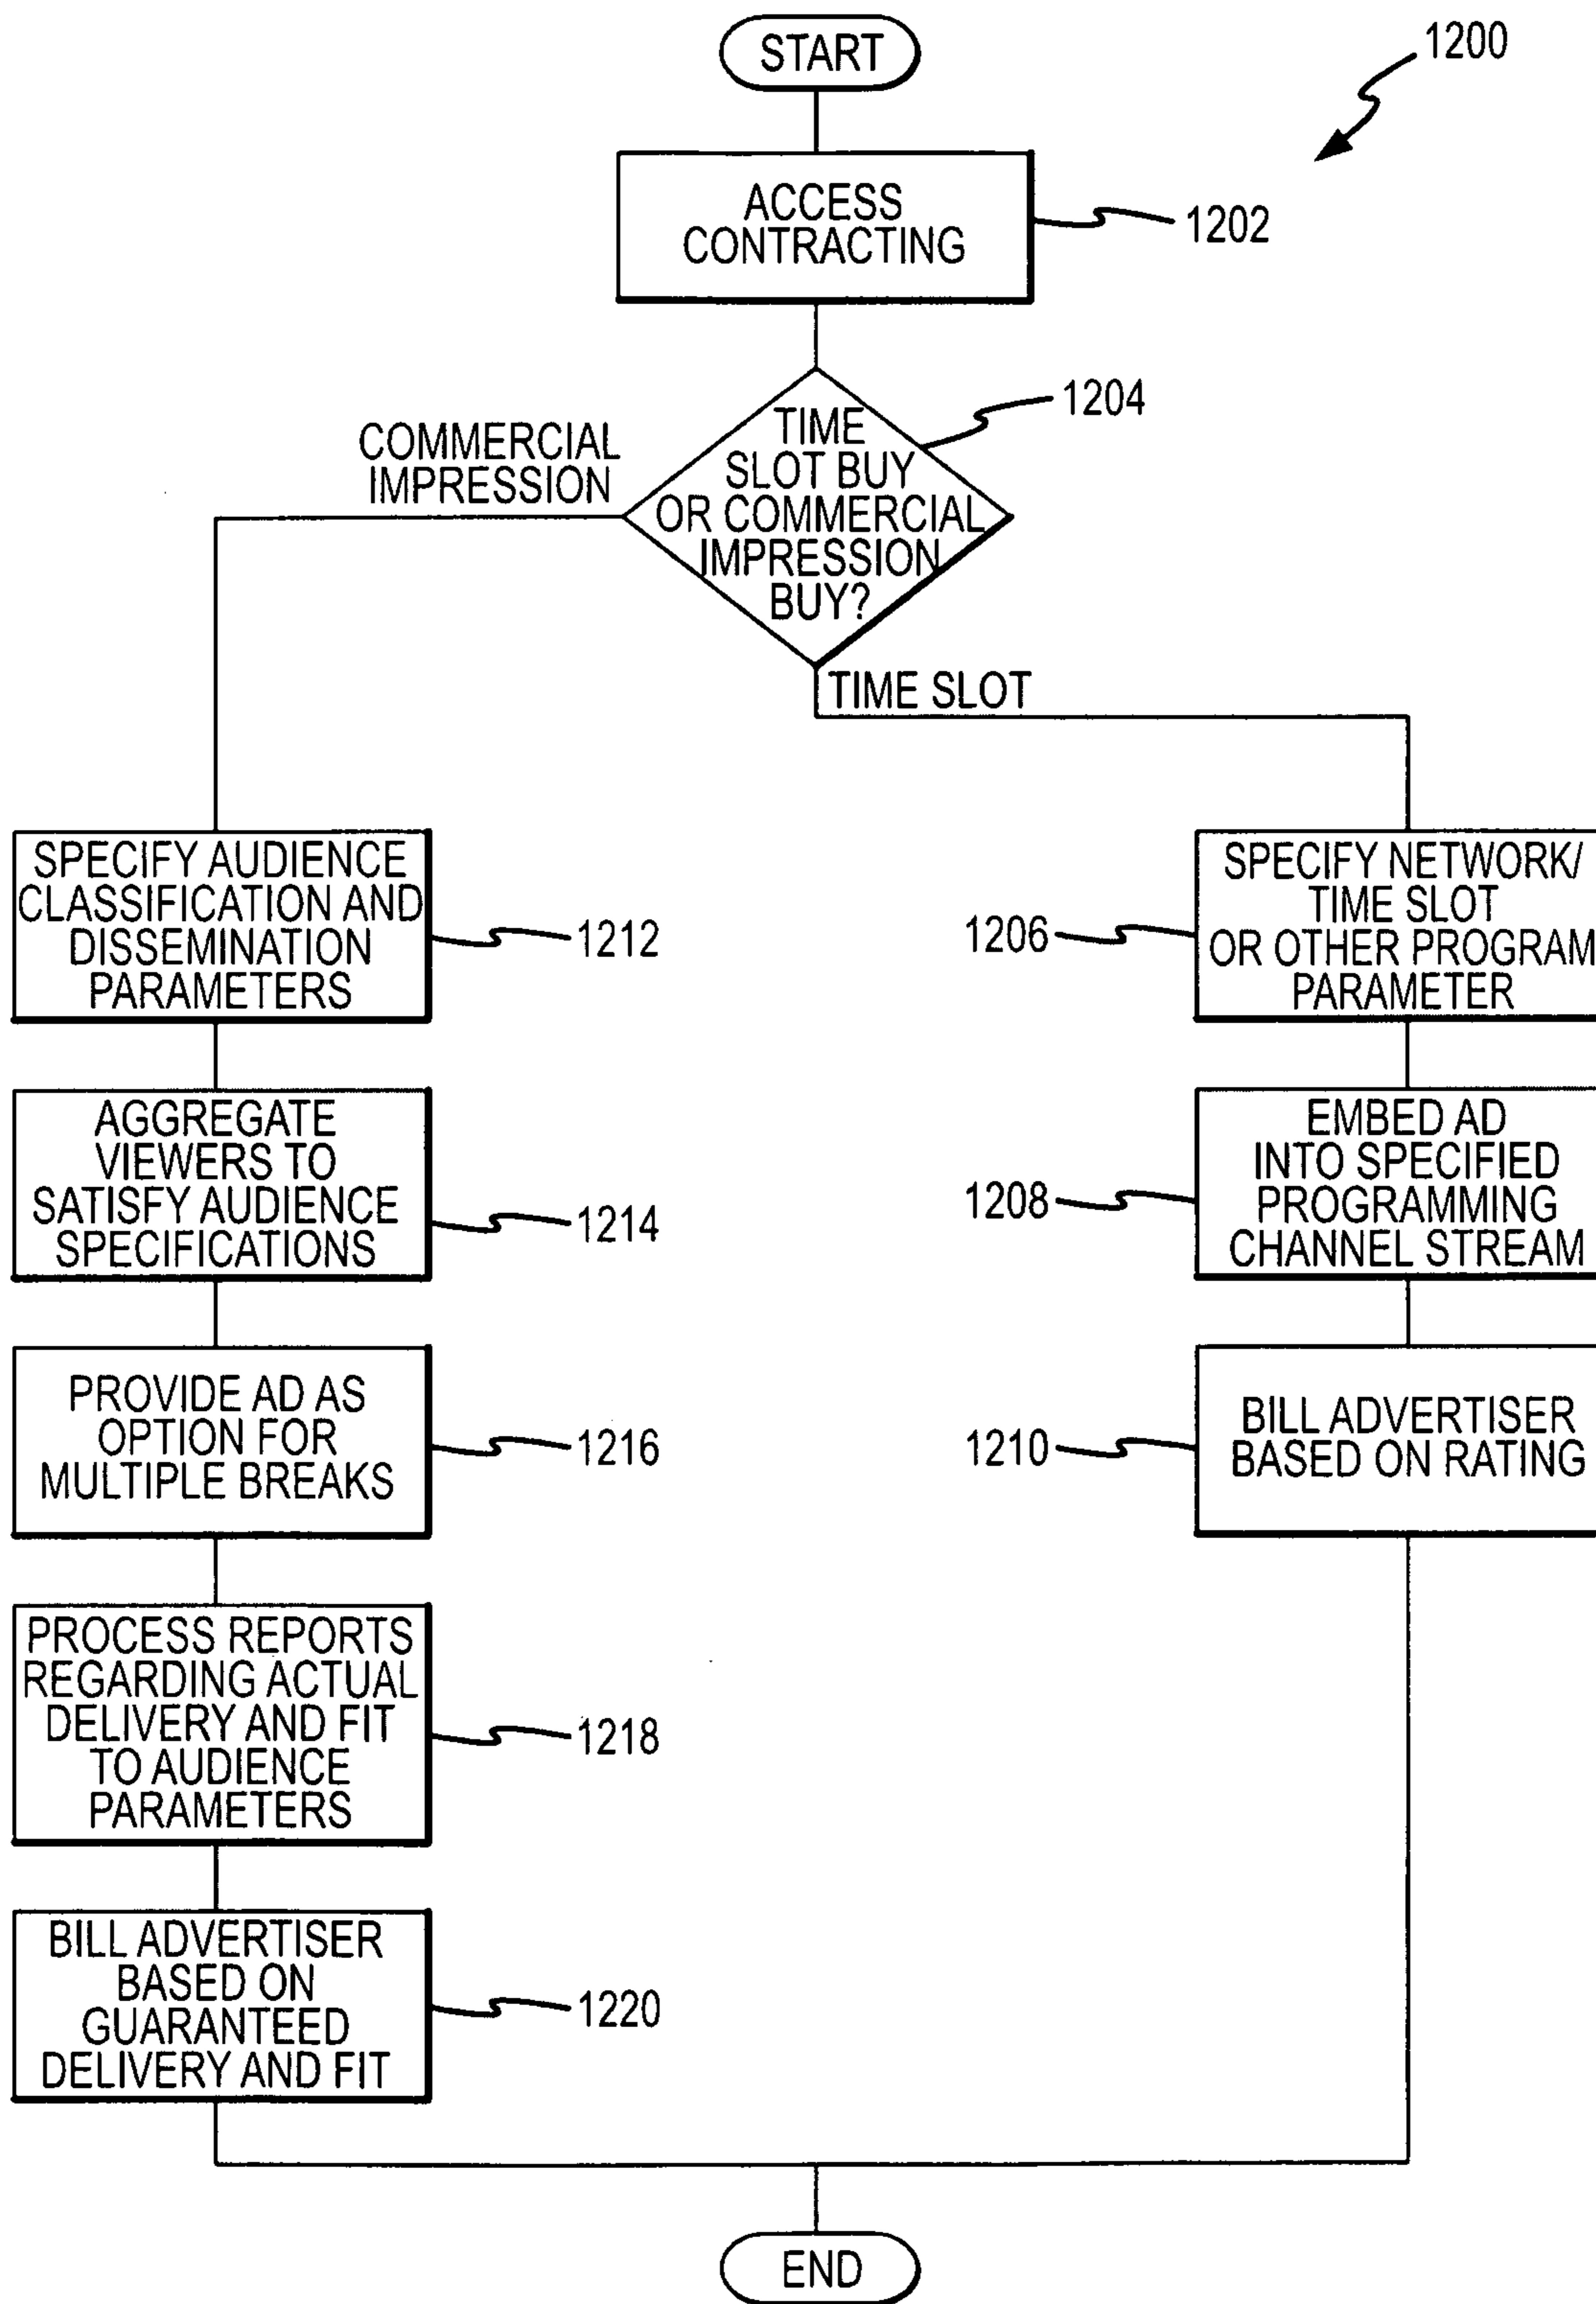 START
1200
ACCESS
CONTRACTING
1202
1204
COMMERCIAL
IMPRESSION
TIME
SLOT BUY
OR COMMERCIAL
IMPRESSION
BUY?
TIME SLOT
SPECIFY AUDIENCE
CLASSIFICATION AND
DISSEMINATION
PARAMETERS
1212
AGGREGATE
VIEWERS TO
SATISFY AUDIENCE
SPECIFICATIONS
1214
PROVIDE AD AS
OPTION FOR
MULTIPLE BREAKS
1216
PROCESS REPORTS
REGARDING ACTUAL
DELIVERY AND FIT
TO AUDIENCE
PARAMETERS
1218
BILL ADVERTISER
BASED ON
GUARANTEED
DELIVERY AND FIT
1220
SPECIFY NETWORK/
TIME SLOT
OR OTHER PROGRAM
PARAMETER
1206
EMBED AD
INTO SPECIFIED
PROGRAMMING
CHANNEL STREAM
1208
BILL ADVERTISER
BASED ON RATING
1210
END